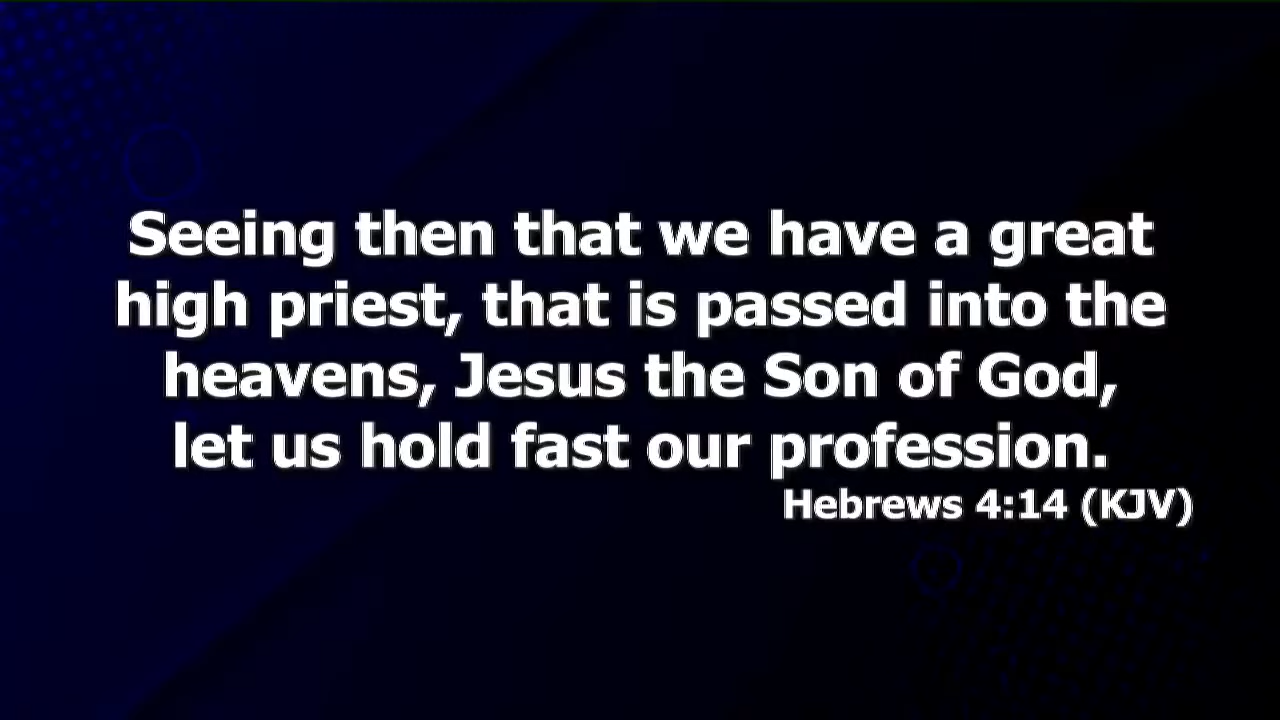 Seeing then that we have a great
high priest, that is passed into the
heavens, Jesus the Son of God,
let us hold fast our profession.
Hebrews 4:14 (KJV)